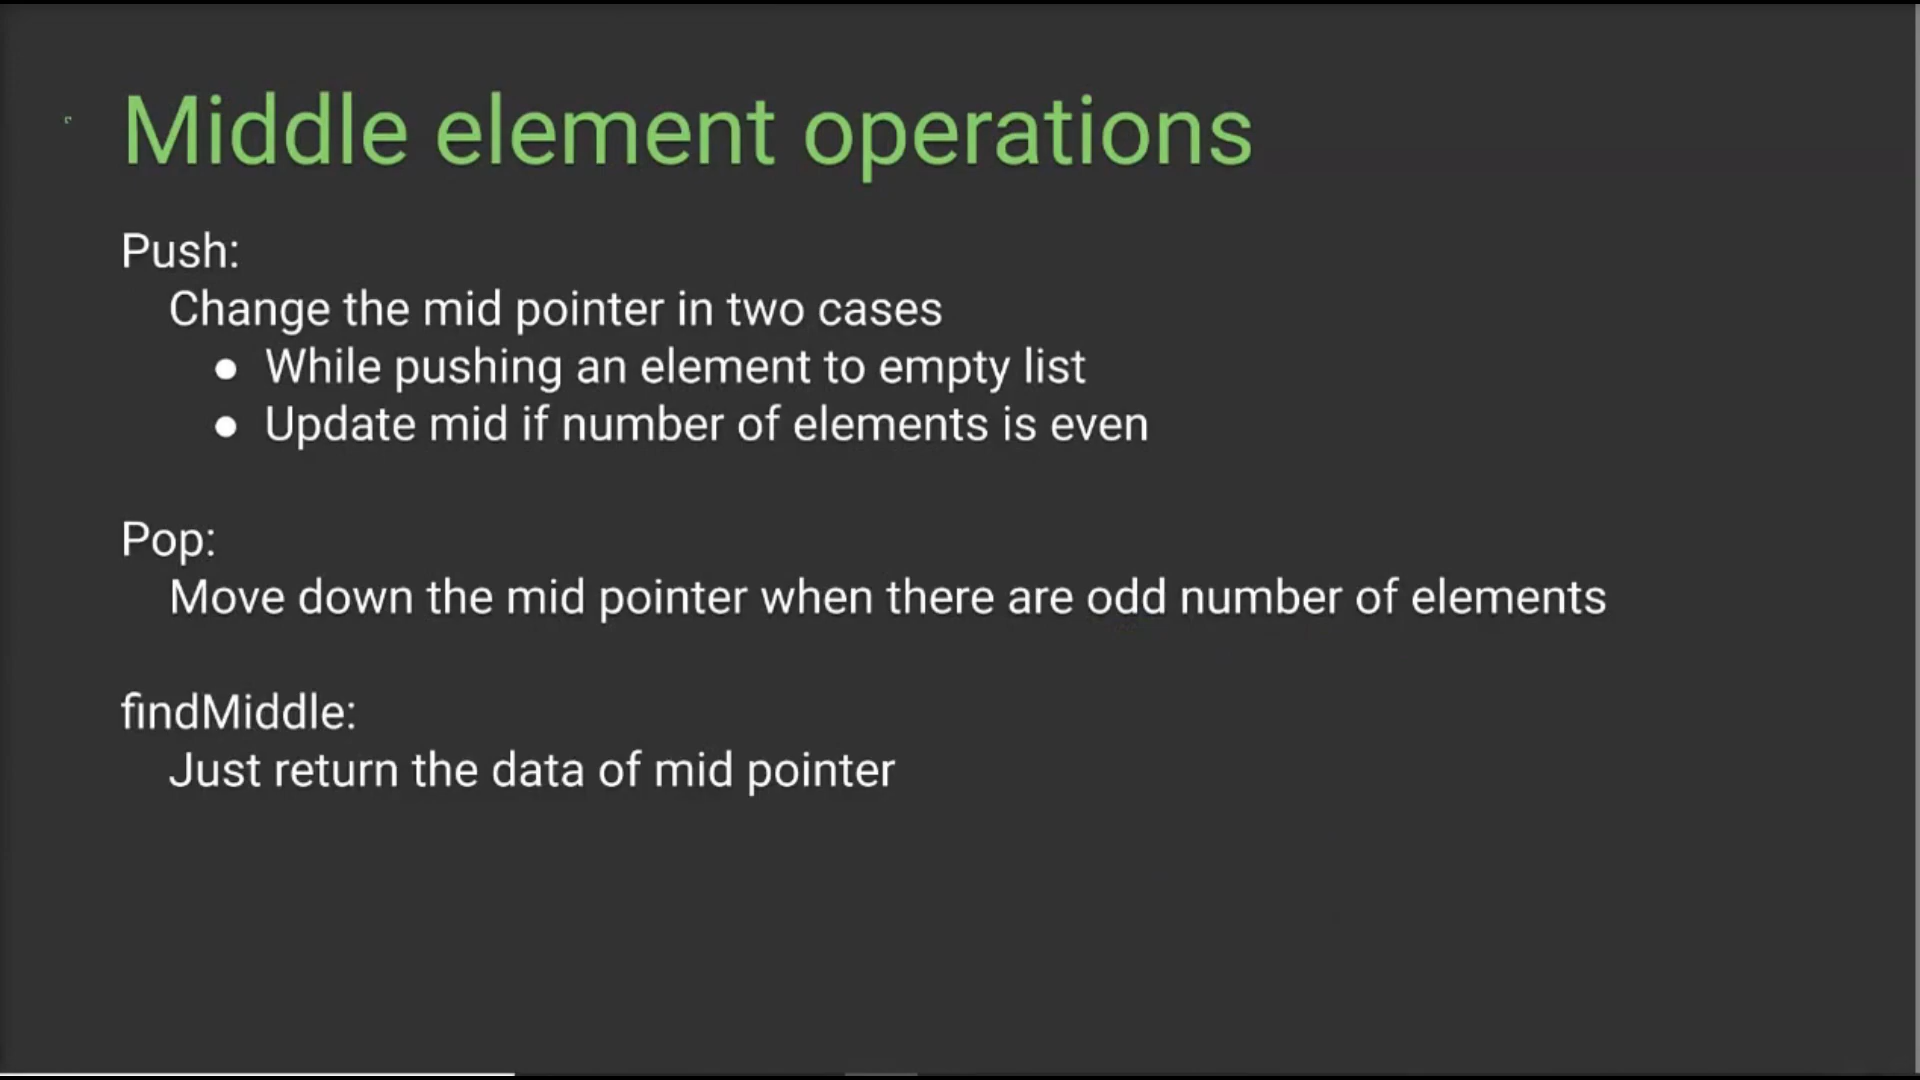 Middle element operations
Push:
Change the mid pointer in two cases
● While pushing an element to empty list
● Update mid if number of elements is even
Pop:
Move down the mid pointer when there are odd number of elements
findMiddle:
Just return the data of mid pointer